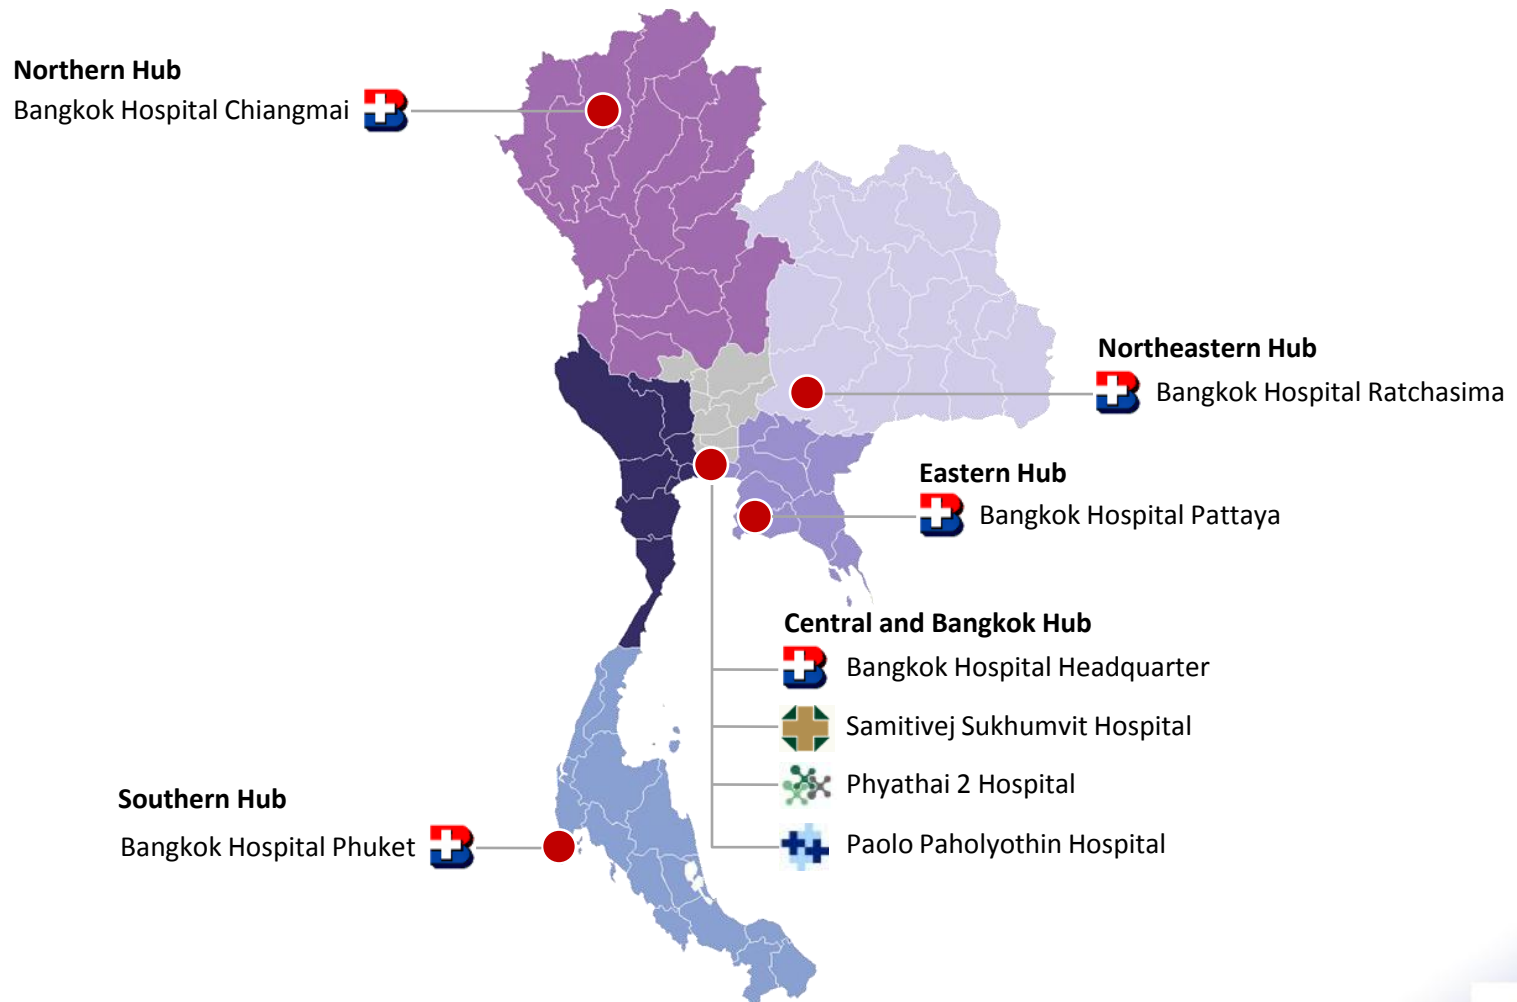 Northern Hub
Bangkok Hospital Chiangmai
Northeastern Hub
Bangkok Hospital Ratchasima
Eastern Hub
Bangkok Hospital Pattaya
Central and Bangkok Hub
Bangkok Hospital Headquarter
Samitivej Sukhumvit Hospital
Phyathai 2 Hospital
Paolo Paholyothin Hospital
Southern Hub
Bangkok Hospital Phuket